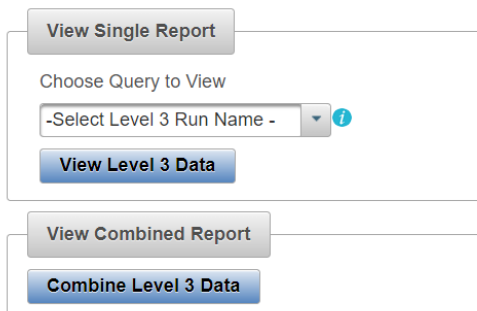 View Single Report
Choose Query to View
-Select Level 3 Run Name -
i
View Level 3 Data
View Combined Report
Combine Level 3 Data